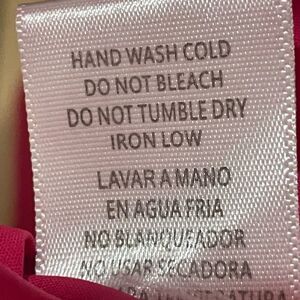 HAND WASH COLD
DO NOT BLEACH
DO NOT TUMBLE DRY
IRON LOW
LAVAR A MANO
EN AGUA FRIA
NO BLANQUEADOR
NO USAR SECADORA